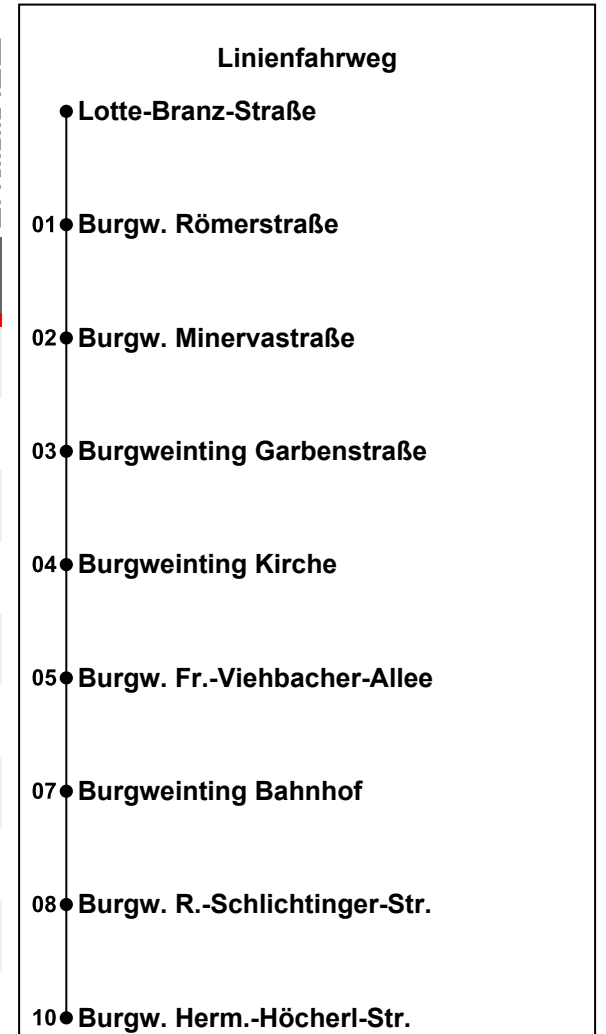 Linienfahrweg
Lotte-Branz-Straße
01 Burgw. Römerstraße
02 Burgw. Minervastraße
03 Burgweinting Garbenstraße
04 Burgweinting Kirche
05 Burgw. Fr.-Viehbacher-Allee
07 Burgweinting Bahnhof
08 Burgw. R.-Schlichtinger-Str.
10 Burgw. Herm.-Höcherl-Str.